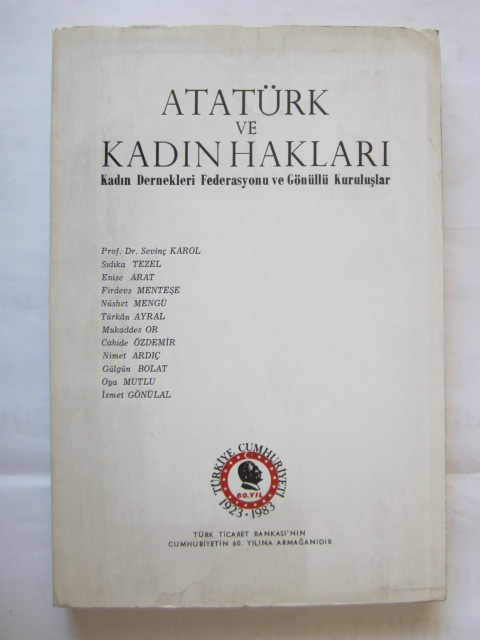 ATATÜRK
VE
KADIN HAKLARI
Kadın Dernekleri Federasyonu ve Gönüllü Kuruluşlar
Prof. Dr. Sevinç KAROL
Sıdıka TEZEL
Enise ARAT
Firdevs MENTEŞE
Nüshet MENGÜ
Türkân AYRAL
Mukaddes OR
Cahide ÖZDEMİR
Nimet ARDIÇ
Gülgün BOLAT
Oya MUTLU
İsmet GÖNÜLAL
TÜRKİYE CUMHURİYETİ
60.YIL
1923-1983
TÜRK TİCARET BANKASI'NIN
CUMHURİYETİN 60. YILINA ARMAĞANIDIR